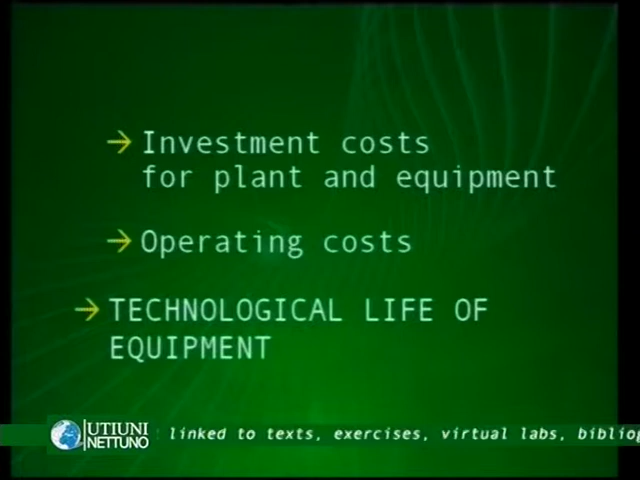 → Investment costs
for plant and equipment
→ Operating costs
→ TECHNOLOGICAL LIFE OF
EQUIPMENT
UTIUNI
NETTUNO
linked to texts, exercises, virtual labs, bibliog